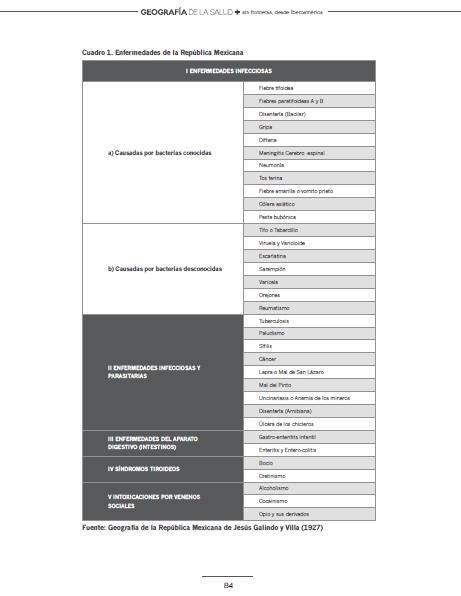 GEOGRAFÍA DE LA SALUD ✚ sin fronteras, desde Iberoamérica
Cuadro 1. Enfermedades de la República Mexicana
I ENFERMEDADES INFECCIOSAS
a) Causadas por bacterias conocidas
Fiebre tifoidea
Fiebres paratifoideas A y B
Disentería (Bacilar)
Gripa
Difteria
Meningitis Cerebro -espinal
Neumonía
Tos ferina
Fiebre amarilla o vomito prieto
Cólera asiático
Peste bubónica
b) Causadas por bacterias desconocidas
Tifo o Tabardillo
Viruela y Varioloide
Escarlatina
Sarampión
Varicela
Orejones
Reumatismo
II ENFERMEDADES INFECCIOSAS Y
PARASITARIAS
Tuberculosis
Paludismo
Sífilis
Cáncer
Lepra o Mal de San Lázaro
Mal del Pinto
Uncinariasis o Anemia de los mineros
Disentería (Amibiana)
Úlcera de los chicleros
III ENFERMEDADES DEL APARATO
DIGESTIVO (INTESTINOS)
Gastro-enteritis infantil
Enteritis y Entero-colitis
IV SÍNDROMOS TIROIDEOS
Bocio
Cretinismo
V INTOXICACIONES POR VENENOS
SOCIALES
Alcoholismo
Cocainismo
Opio y sus derivados
Fuente: Geografía de la República Mexicana de Jesús Galindo y Villa (1927)
84